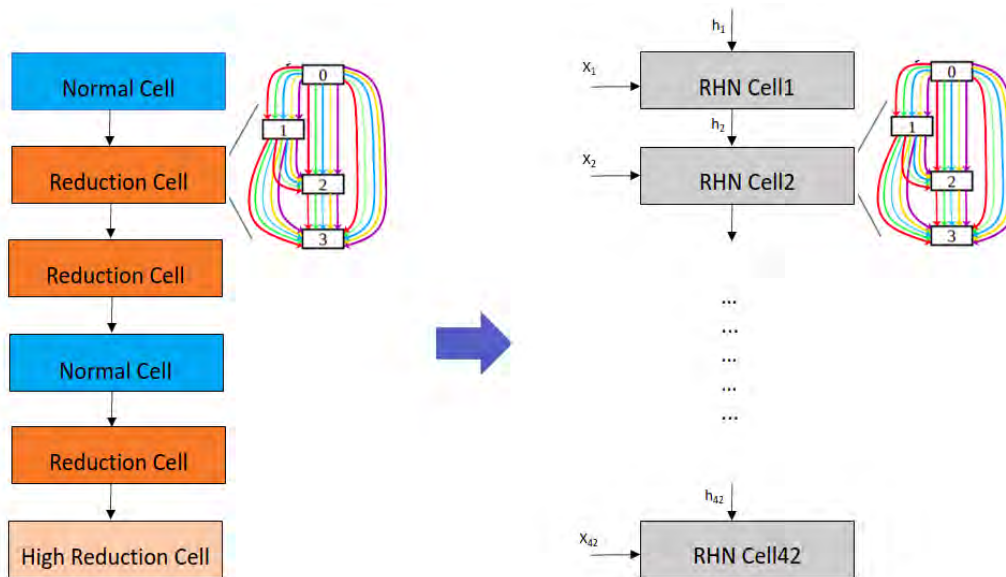 Normal Cell
Reduction Cell
Reduction Cell
Normal Cell
Reduction Cell
High Reduction Cell
0
1
2
3
h1
X1
RHN Cell1
h2
X2
RHN Cell2
...
...
...
...
...
h42
X42
RHN Cell42
0
1
2
3